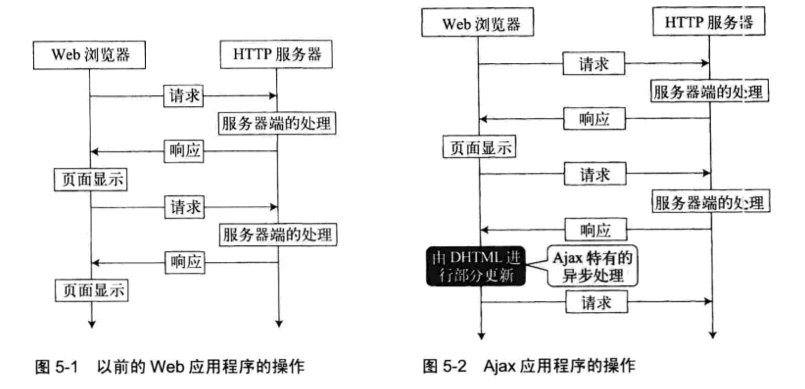 Web 浏览器
HTTP 服务器
请求
服务器端的处理
响应
页面显示
请求
服务器端的处理
响应
页面显示
图 5-1 以前的 Web 应用程序的操作
Web 浏览器
HTTP 服务器
请求
服务器端的处理
响应
页面显示
请求
服务器端的处理
响应
由 DHTML 进
行部分更新
Ajax 特有的
异步处理
请求
图 5-2 Ajax 应用程序的操作